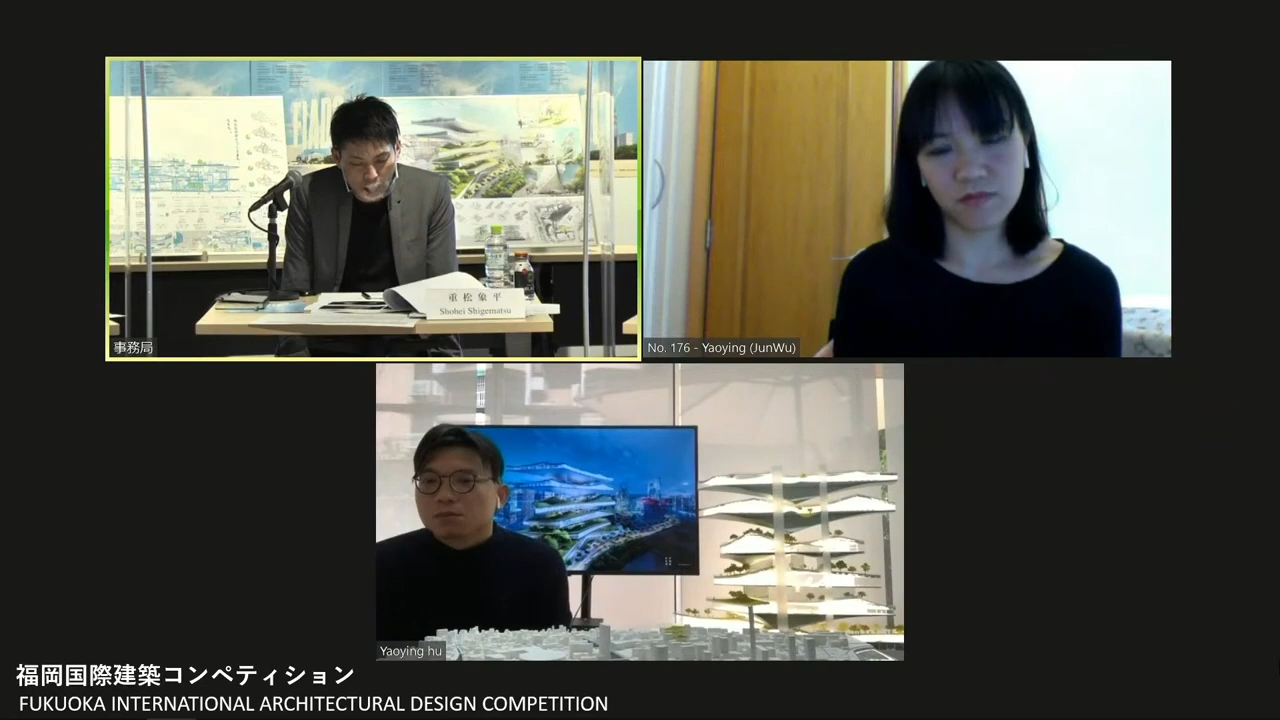 重松象平
Shohei Shigematsu
事務局
No. 176 - Yaoying (JunWu)
Yaoying hu
福岡国際建築コンペティション
FUKUOKA INTERNATIONAL ARCHITECTURAL DESIGN COMPETITION